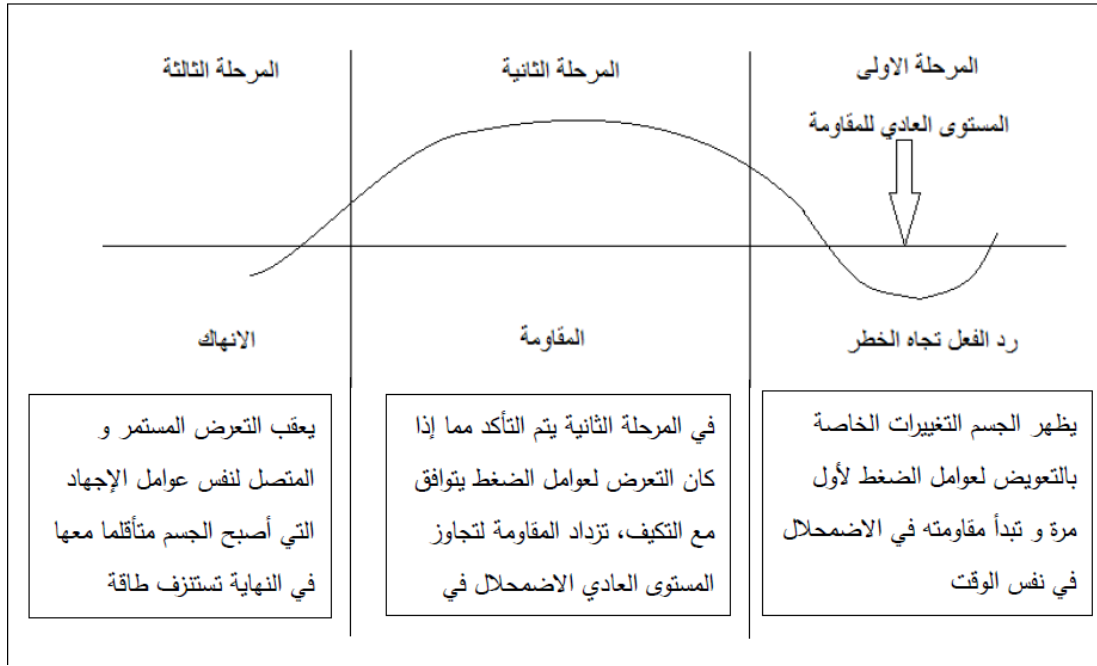 المرحلة الاولى
المرحلة الثانية
المرحلة الثالثة
المستوى العادي للمقاومة
رد الفعل تجاه الخطر
المقاومة
الانهاك
يظهر الجسم التغييرات الخاصة
بالتعويض لعوامل الضغط لأول
مرة و تبدأ مقاومته في الاضمحلال
في نفس الوقت
في المرحلة الثانية يتم التأكد مما إذا
كان التعرض لعوامل الضغط يتوافق
مع التكيف، تزداد المقاومة لتجاوز
المستوى العادي الاضمحلال في
يعقب التعرض المستمر و
المتصل لنفس عوامل الإجهاد
التي أصبح الجسم متأقلما معها
في النهاية تستنزف طاقة